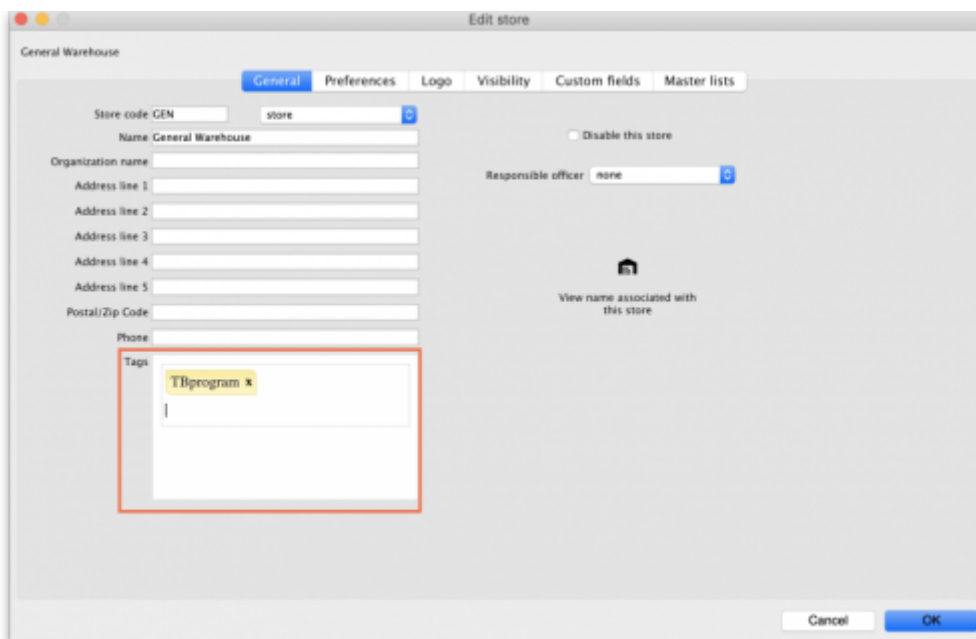 Edit store
General Warehouse
General Preferences Logo Visibility Custom fields Master lists
Store code GEN store
Disable this store
Name General Warehouse
Organization name
Responsible officer none
Address line 1
Address line 2
Address line 3
Address line 4
Address line 5
View name associated with
this store
Postal/Zip Code
Phone
Tags
TBprogram x
Cancel OK